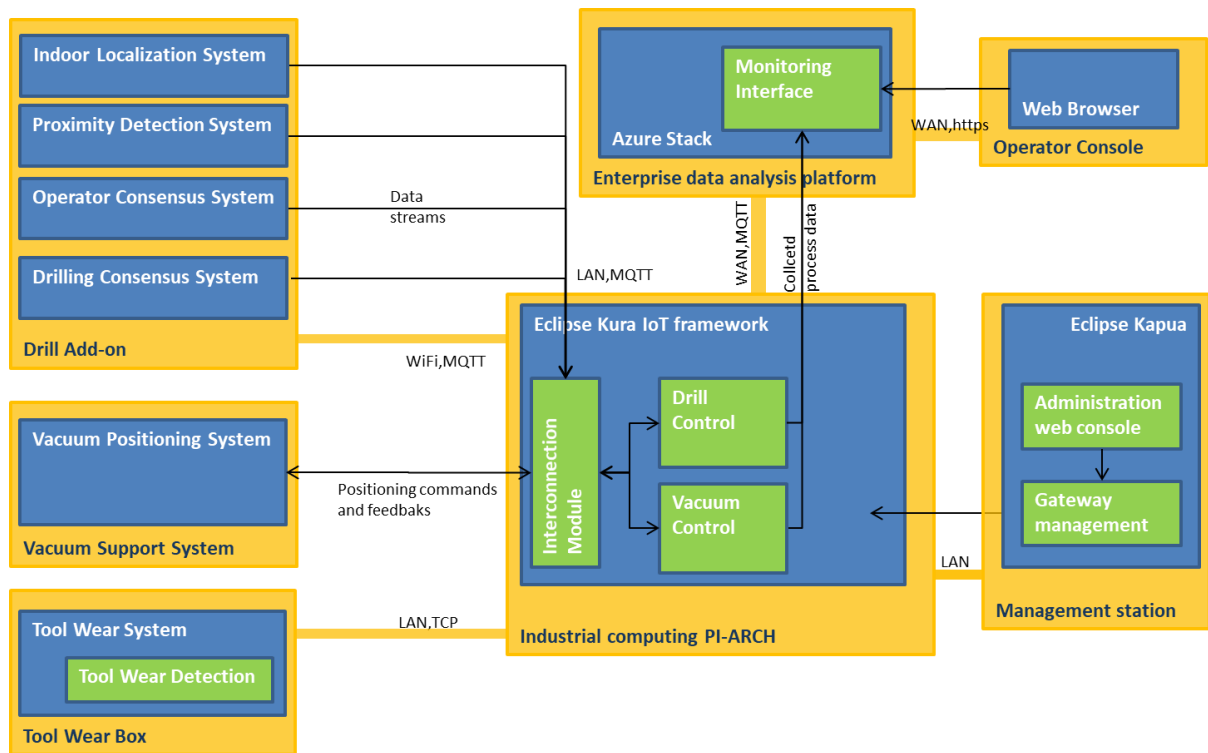 Indoor Localization System
Proximity Detection System
Operator Consensus System
Drilling Consensus System
Drill Add-on
Data
streams
LAN,MQTT
WiFi,MQTT
Monitoring
Interface
Azure Stack
Enterprise data analysis platform
WAN,https
Web Browser
Operator Console
WAN,MQTT
Collcetd
process data
Eclipse Kura IoT framework
Interconnection
Module
Drill
Control
Vacuum
Control
Industrial computing PI-ARCH
Eclipse Kapua
Administration
web console
Gateway
management
LAN
Management station
Vacuum Positioning System
Vacuum Support System
Positioning commands
and feedbaks
Tool Wear System
Tool Wear Detection
Tool Wear Box
LAN,TCP